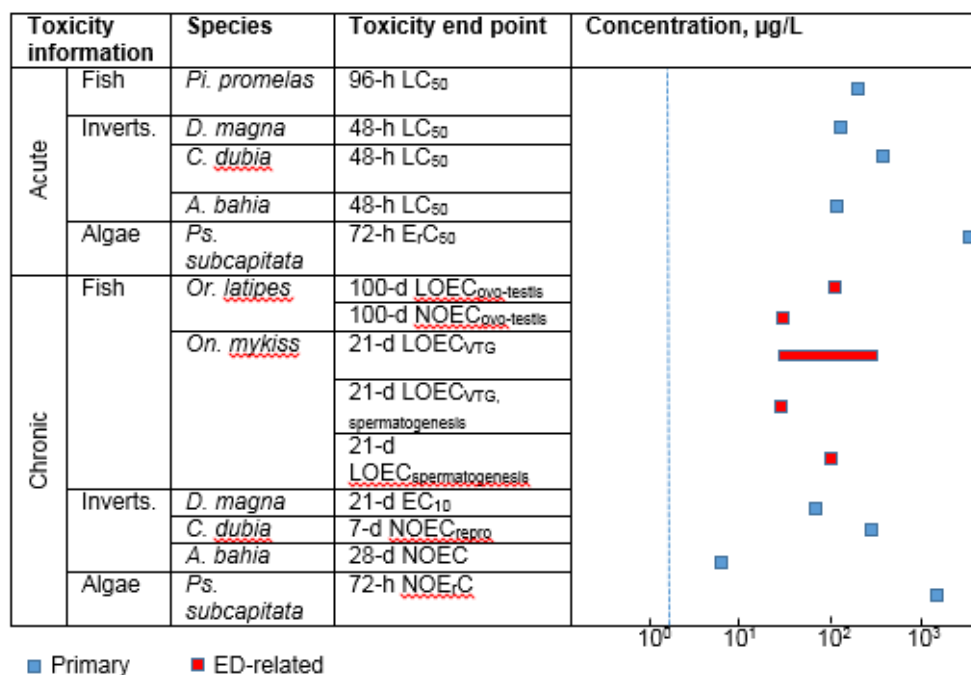 Toxicity information Species Toxicity end point Concentration, µg/L
Acute
Fish Pi. promelas 96-h LC50
Inverts. D. magna 48-h LC50
C. dubia 48-h LC50
A. bahia 48-h LC50
Algae Ps. subcapitata 72-h ErC50
Chronic
Fish Or. latipes 100-d LOECovo-testis
100-d NOECovo-testis
On. mykiss 21-d LOECVTG
21-d LOECVTG, spermatogenesis
21-d LOECspermatogenesis
Inverts. D. magna 21-d EC10
C. dubia 7-d NOECrepro
A. bahia 28-d NOEC
Algae Ps. subcapitata 72-h NOErC
10⁰ 10¹ 10² 10³
Primary ED-related